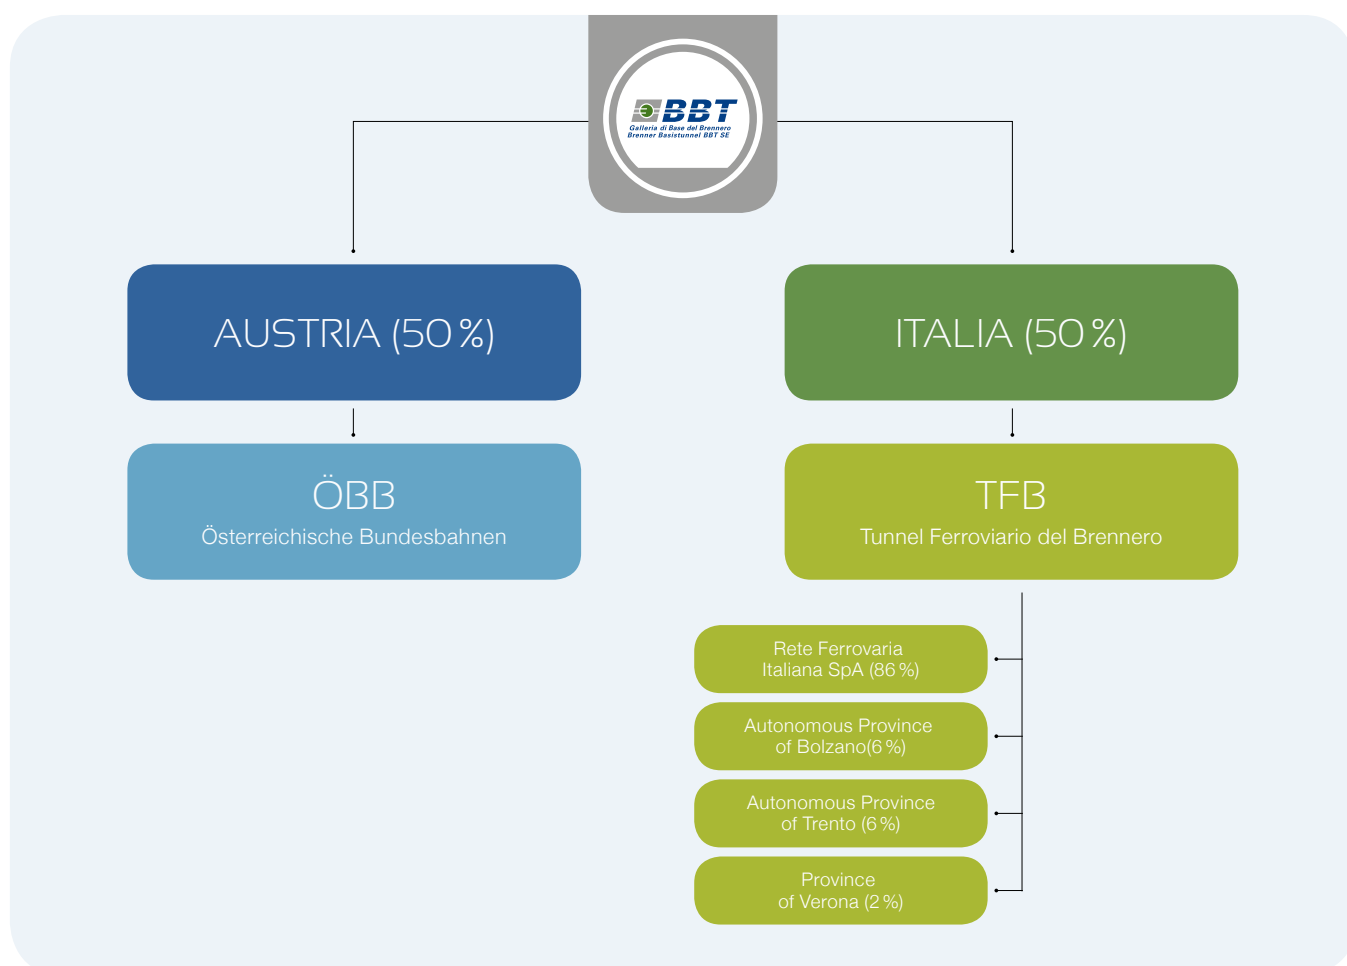 BBT
Galleria di Base del Brennero
Brenner Basistunnel BBT SE
AUSTRIA (50 %)
ITALIA (50 %)
ÖBB
Österreichische Bundesbahnen
TFB
Tunnel Ferroviario del Brennero
Rete Ferrovaria
Italiana SpA (86 %)
Autonomous Province
of Bolzano(6 %)
Autonomous Province
of Trento (6 %)
Province
of Verona (2 %)